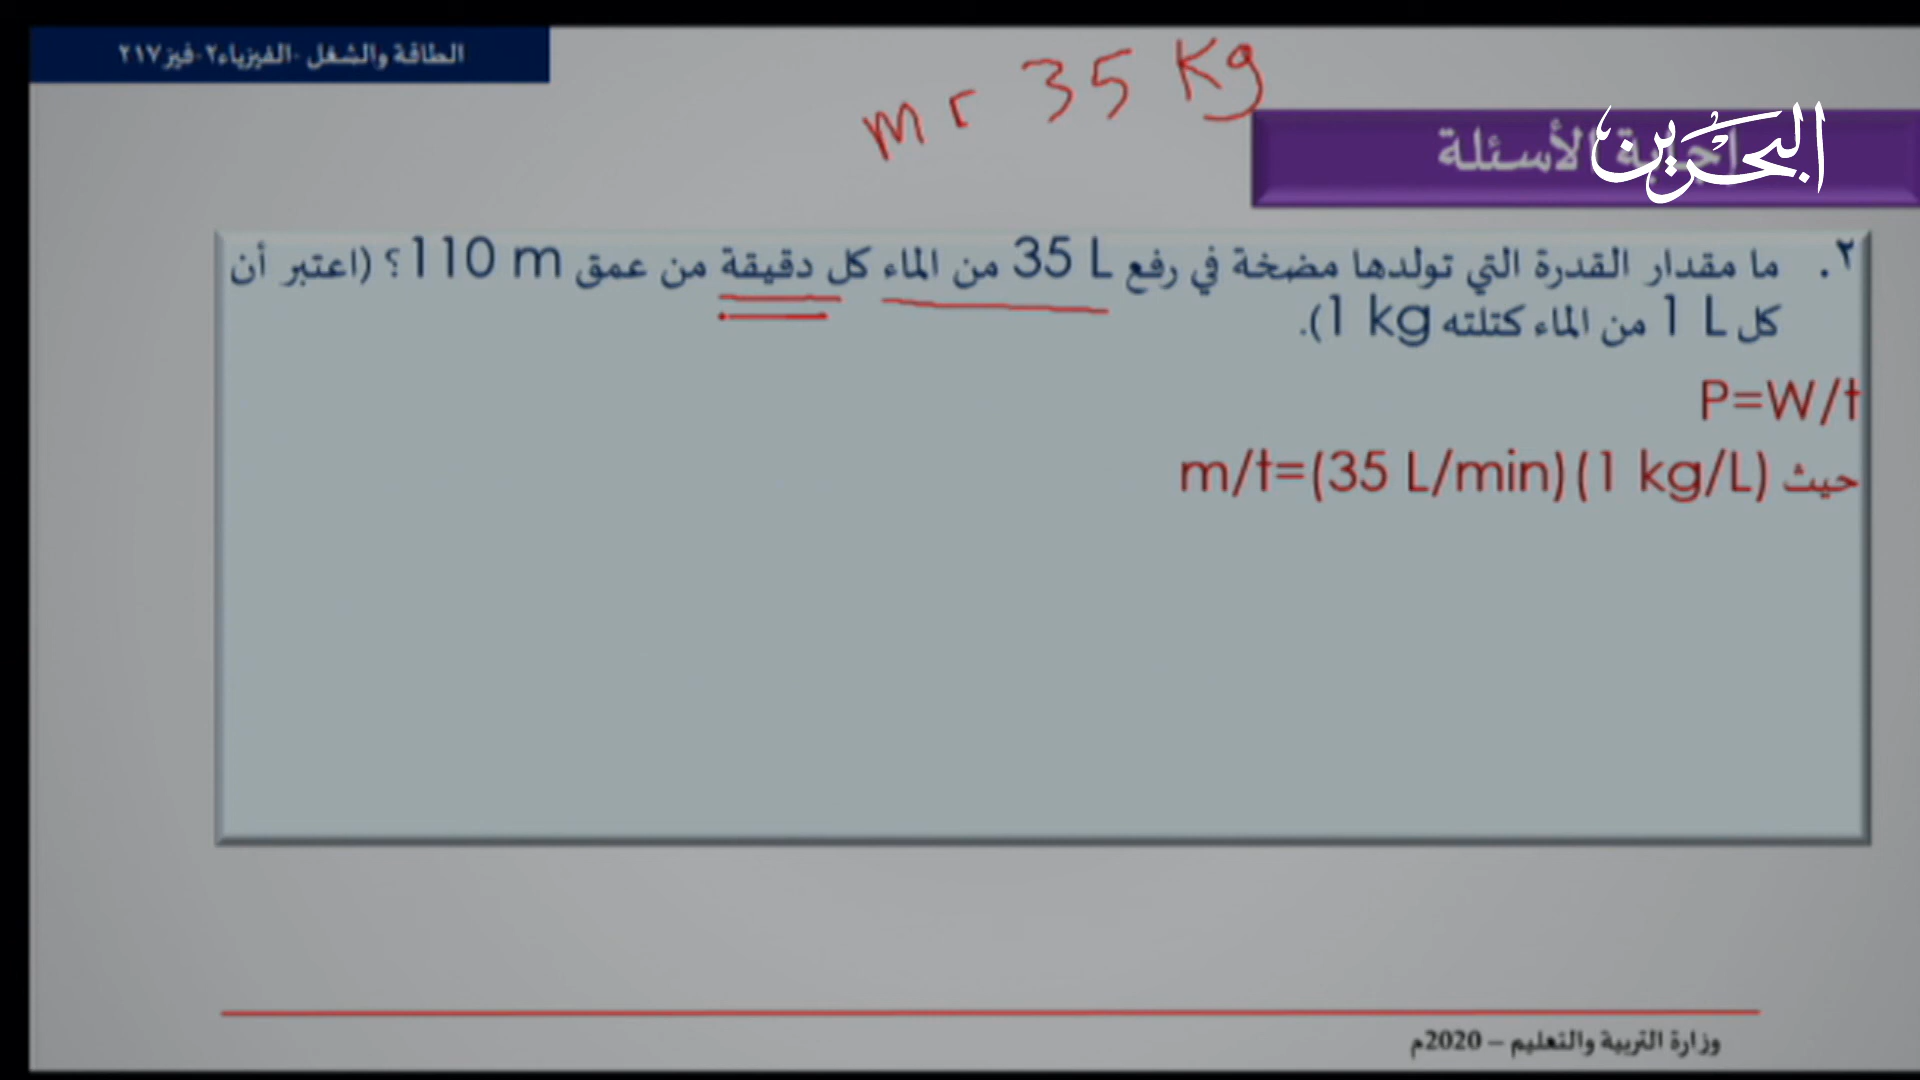 الطاقة والشغل -الفيزياء٢-فيز٢١٧
m = 35 Kg
الأسئلة
البحرين
٢. ما مقدار القدرة التي تولدها مضخة في رفع 35 L من الماء كل دقيقة من عمق 110 m؟ (اعتبر أن
كل 1 L من الماء كتلته 1 kg).
P=W/t
حيث m/t=(35 L/min)(1 kg/L)
وزارة التربية والتعليم – 2020م